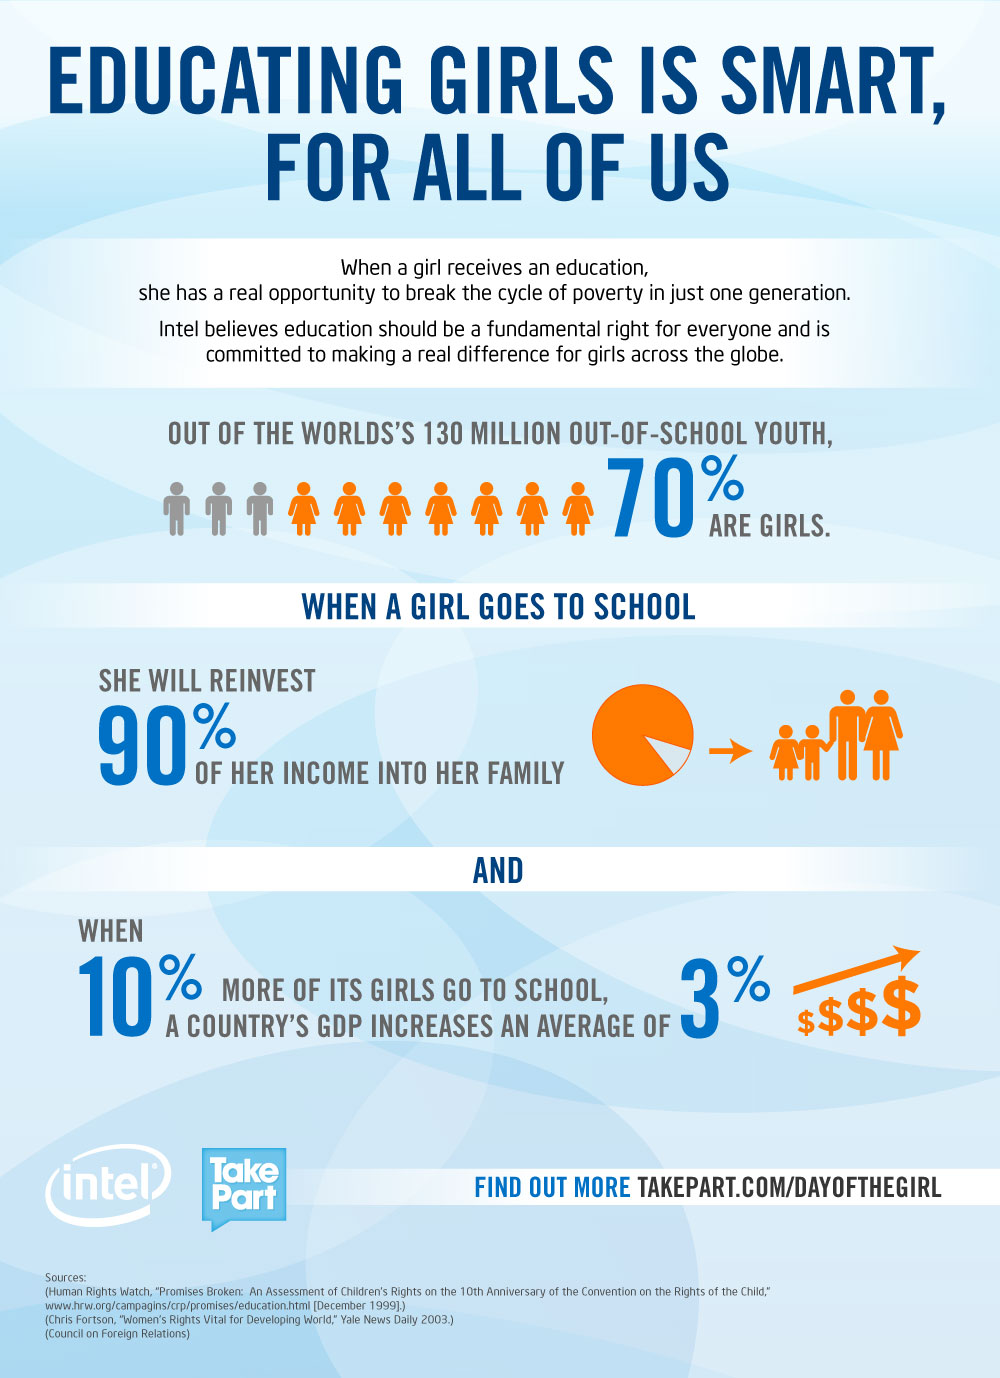 EDUCATING GIRLS IS SMART,
FOR ALL OF US
When a girl receives an education,
she has a real opportunity to break the cycle of poverty in just one generation.
Intel believes education should be a fundamental right for everyone and is
committed to making a real difference for girls across the globe.
OUT OF THE WORLDS'S 130 MILLION OUT-OF-SCHOOL YOUTH,
70%
ARE GIRLS.
WHEN A GIRL GOES TO SCHOOL
SHE WILL REINVEST
90%
OF HER INCOME INTO HER FAMILY
AND
WHEN
10% MORE OF ITS GIRLS GO TO SCHOOL,
A COUNTRY'S GDP INCREASES AN AVERAGE OF 3%
$$$$
intel®
Take
Part
FIND OUT MORE TAKEPART.COM/DAYOFTHEGIRL
Sources:
(Human Rights Watch, "Promises Broken: An Assessment of Children's Rights on the 10th Anniversary of the Convention on the Rights of the Child,"
www.hrw.org/campagins/crp/promises/education.html [December 1999].)
(Chris Fortson, "Women's Rights Vital for Developing World," Yale News Daily 2003.)
(Council on Foreign Relations)